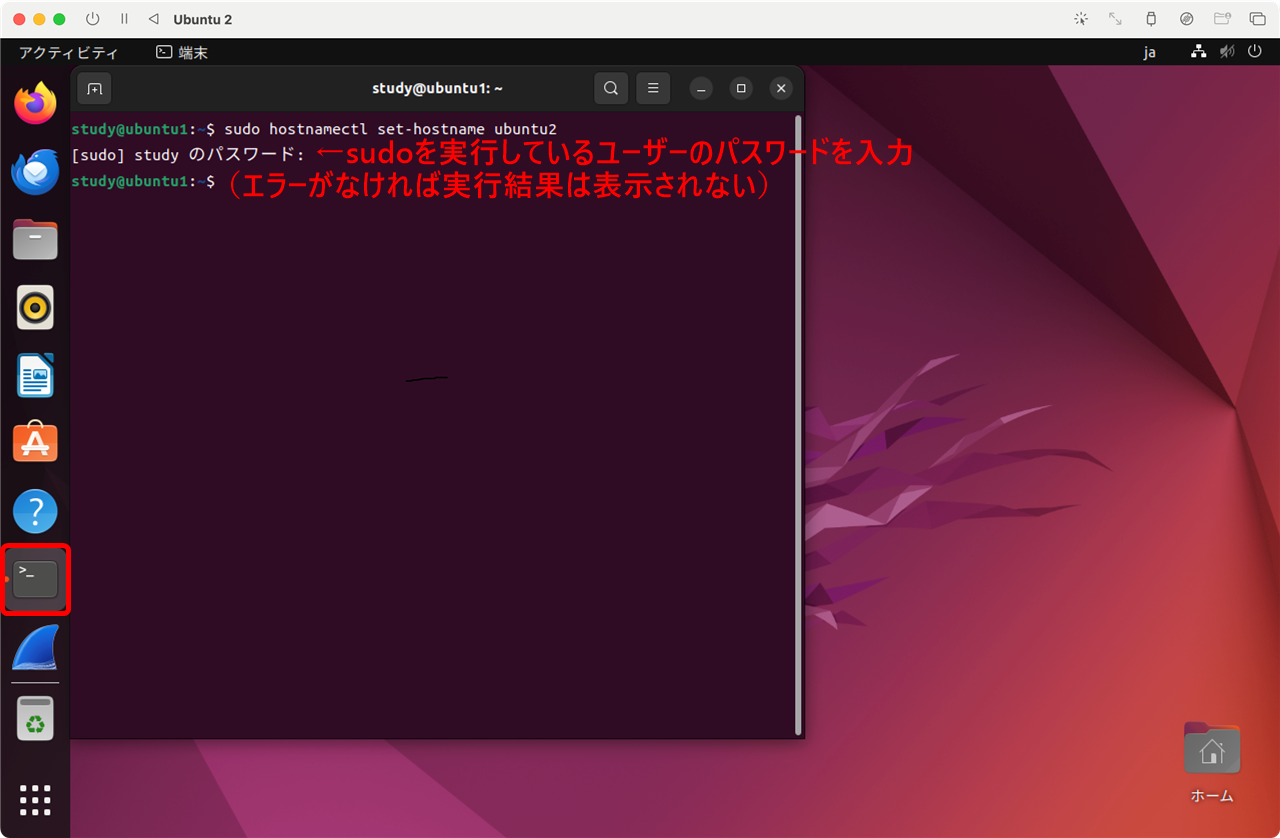 Ubuntu 2
アクティビティ
端末
ja
study@ubuntu1: ~
study@ubuntu1:~$ sudo hostnamectl set-hostname ubuntu2
[sudo] study のパスワード: ←sudoを実行しているユーザーのパスワードを入力
study@ubuntu1:~$ （エラーがなければ実行結果は表示されない）
ホーム